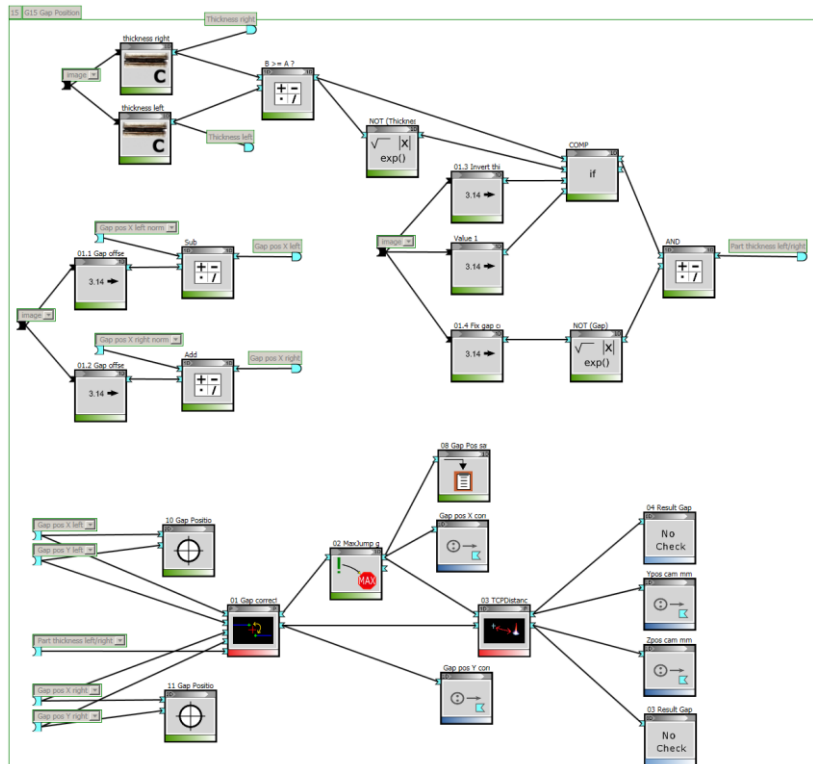 15 G15 Gap Position
Thickness right
thickness right
C
image
B >= A ?
thickness left
C
Thickness left
NOT (Thicknes
√ |X|
exp()
COMP
if
01.3 Invert thi
3.14
image
Value 1
3.14
Gap pos X left norm
Sub
Gap pos X left
01.1 Gap offse
3.14
AND
Part thickness left/right
image
01.4 Fix gap c
3.14
NOT (Gap)
√ |X|
exp()
Gap pos X right norm
Add
Gap pos X right
01.2 Gap offse
3.14
08 Gap Pos sa
Gap pos X left
10 Gap Positio
Gap pos Y left
Gap pos X corr
04 Result Gap
No
Check
02 MaxJump g
MAX
Ypos cam mm
01 Gap correct
03 TCPDistanc
Part thickness left/right
Zpos cam mm
Gap pos Y corr
Gap pos X right
11 Gap Positio
Gap pos Y right
03 Result Gap
No
Check